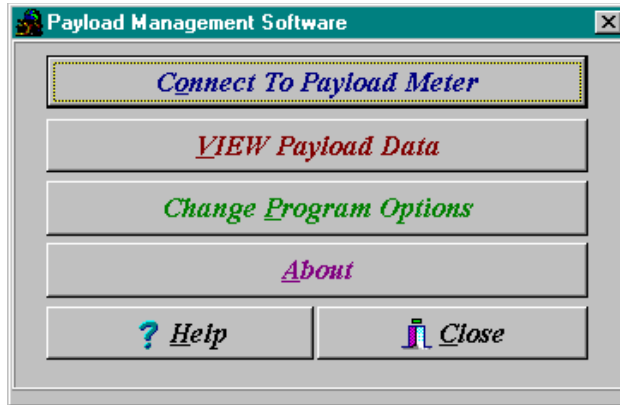 Payload Management Software
Connect To Payload Meter
VIEW Payload Data
Change Program Options
About
? Help
Close